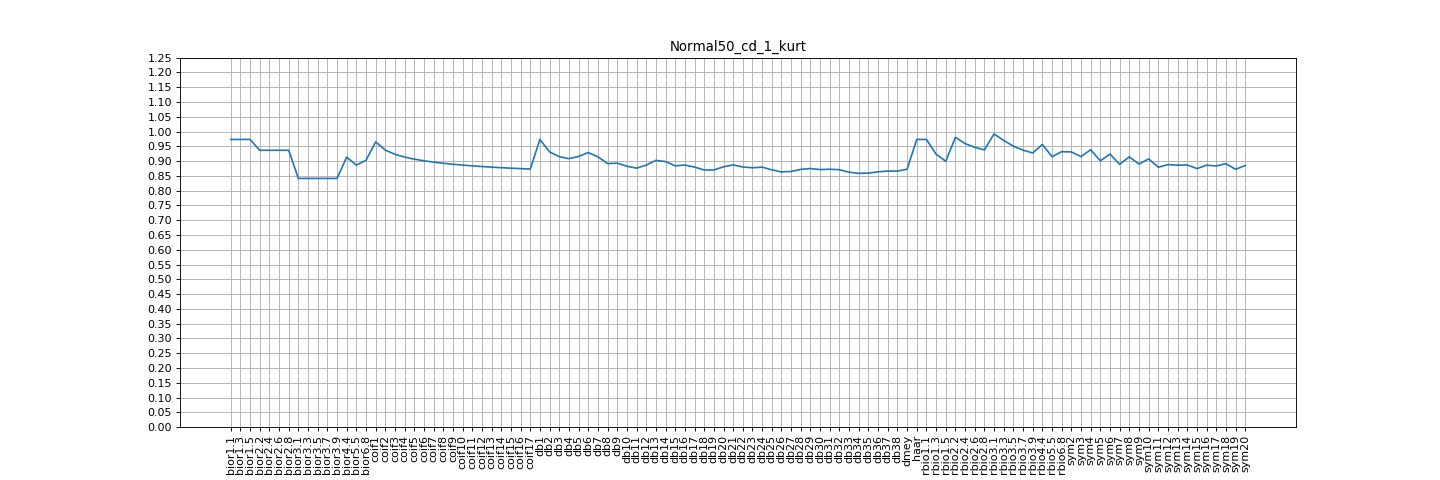 Normal50_cd_1_kurt
1.25
1.20
1.15
1.10
1.05
1.00
0.95
0.90
0.85
0.80
0.75
0.70
0.65
0.60
0.55
0.50
0.45
0.40
0.35
0.30
0.25
0.20
0.15
0.10
0.05
0.00
bior1.1
bior1.3
bior1.5
bior2.2
bior2.4
bior2.6
bior2.8
bior3.1
bior3.3
bior3.5
bior3.7
bior3.9
bior4.4
bior5.5
bior6.8
coif1
coif2
coif3
coif4
coif5
coif6
coif7
coif8
coif9
coif10
coif11
coif12
coif13
coif14
coif15
coif16
coif17
db1
db2
db3
db4
db5
db6
db7
db8
db9
db10
db11
db12
db13
db14
db15
db16
db17
db18
db19
db20
db21
db22
db23
db24
db25
db26
db27
db28
db29
db30
db31
db32
db33
db34
db35
db36
db37
db38
dmey
haar
rbio1.1
rbio1.3
rbio1.5
rbio2.2
rbio2.4
rbio2.6
rbio2.8
rbio3.1
rbio3.3
rbio3.5
rbio3.7
rbio3.9
rbio4.4
rbio5.5
rbio6.8
sym2
sym3
sym4
sym5
sym6
sym7
sym8
sym9
sym10
sym11
sym12
sym13
sym14
sym15
sym16
sym17
sym18
sym19
sym20